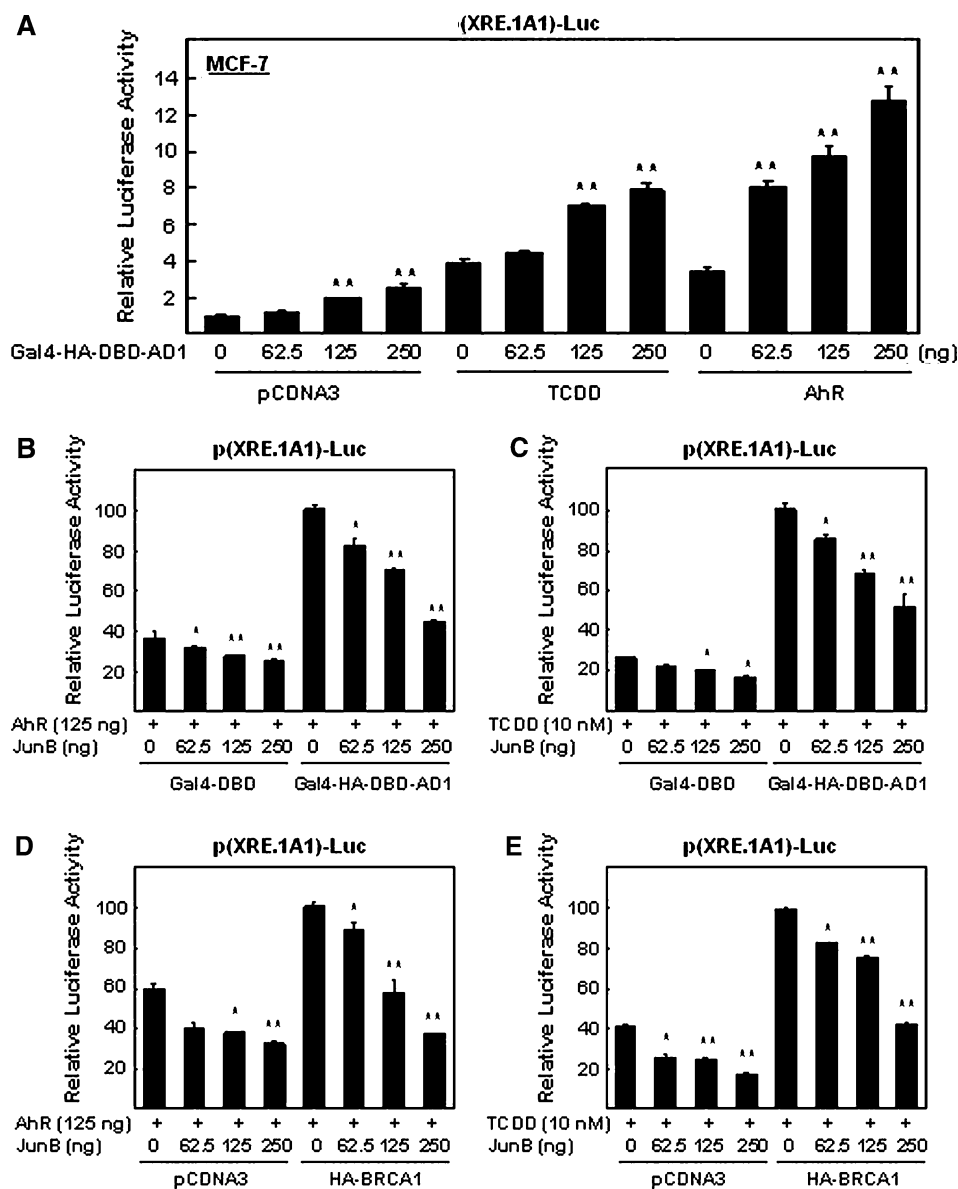 A
(XRE.1A1)-Luc
MCF-7
Relative Luciferase Activity
14
12
10
8
6
4
2
Gal4-HA-DBD-AD1 0 62.5 125 250 0 62.5 125 250 0 62.5 125 250 (ng)
pCDNA3 TCDD AhR
B
p(XRE.1A1)-Luc
Relative Luciferase Activity
100
80
60
40
20
AhR (125 ng) + + + + + + + +
JunB (ng) 0 62.5 125 250 0 62.5 125 250
Gal4-DBD Gal4-HA-DBD-AD1
C
p(XRE.1A1)-Luc
Relative Luciferase Activity
100
80
60
40
20
TCDD (10 nM) + + + + + + + +
JunB (ng) 0 62.5 125 250 0 62.5 125 250
Gal4-DBD Gal4-HA-DBD-AD1
D
p(XRE.1A1)-Luc
Relative Luciferase Activity
100
80
60
40
20
AhR (125 ng) + + + + + + + +
JunB (ng) 0 62.5 125 250 0 62.5 125 250
pCDNA3 HA-BRCA1
E
p(XRE.1A1)-Luc
Relative Luciferase Activity
100
80
60
40
20
TCDD (10 nM) + + + + + + + +
JunB (ng) 0 62.5 125 250 0 62.5 125 250
pCDNA3 HA-BRCA1